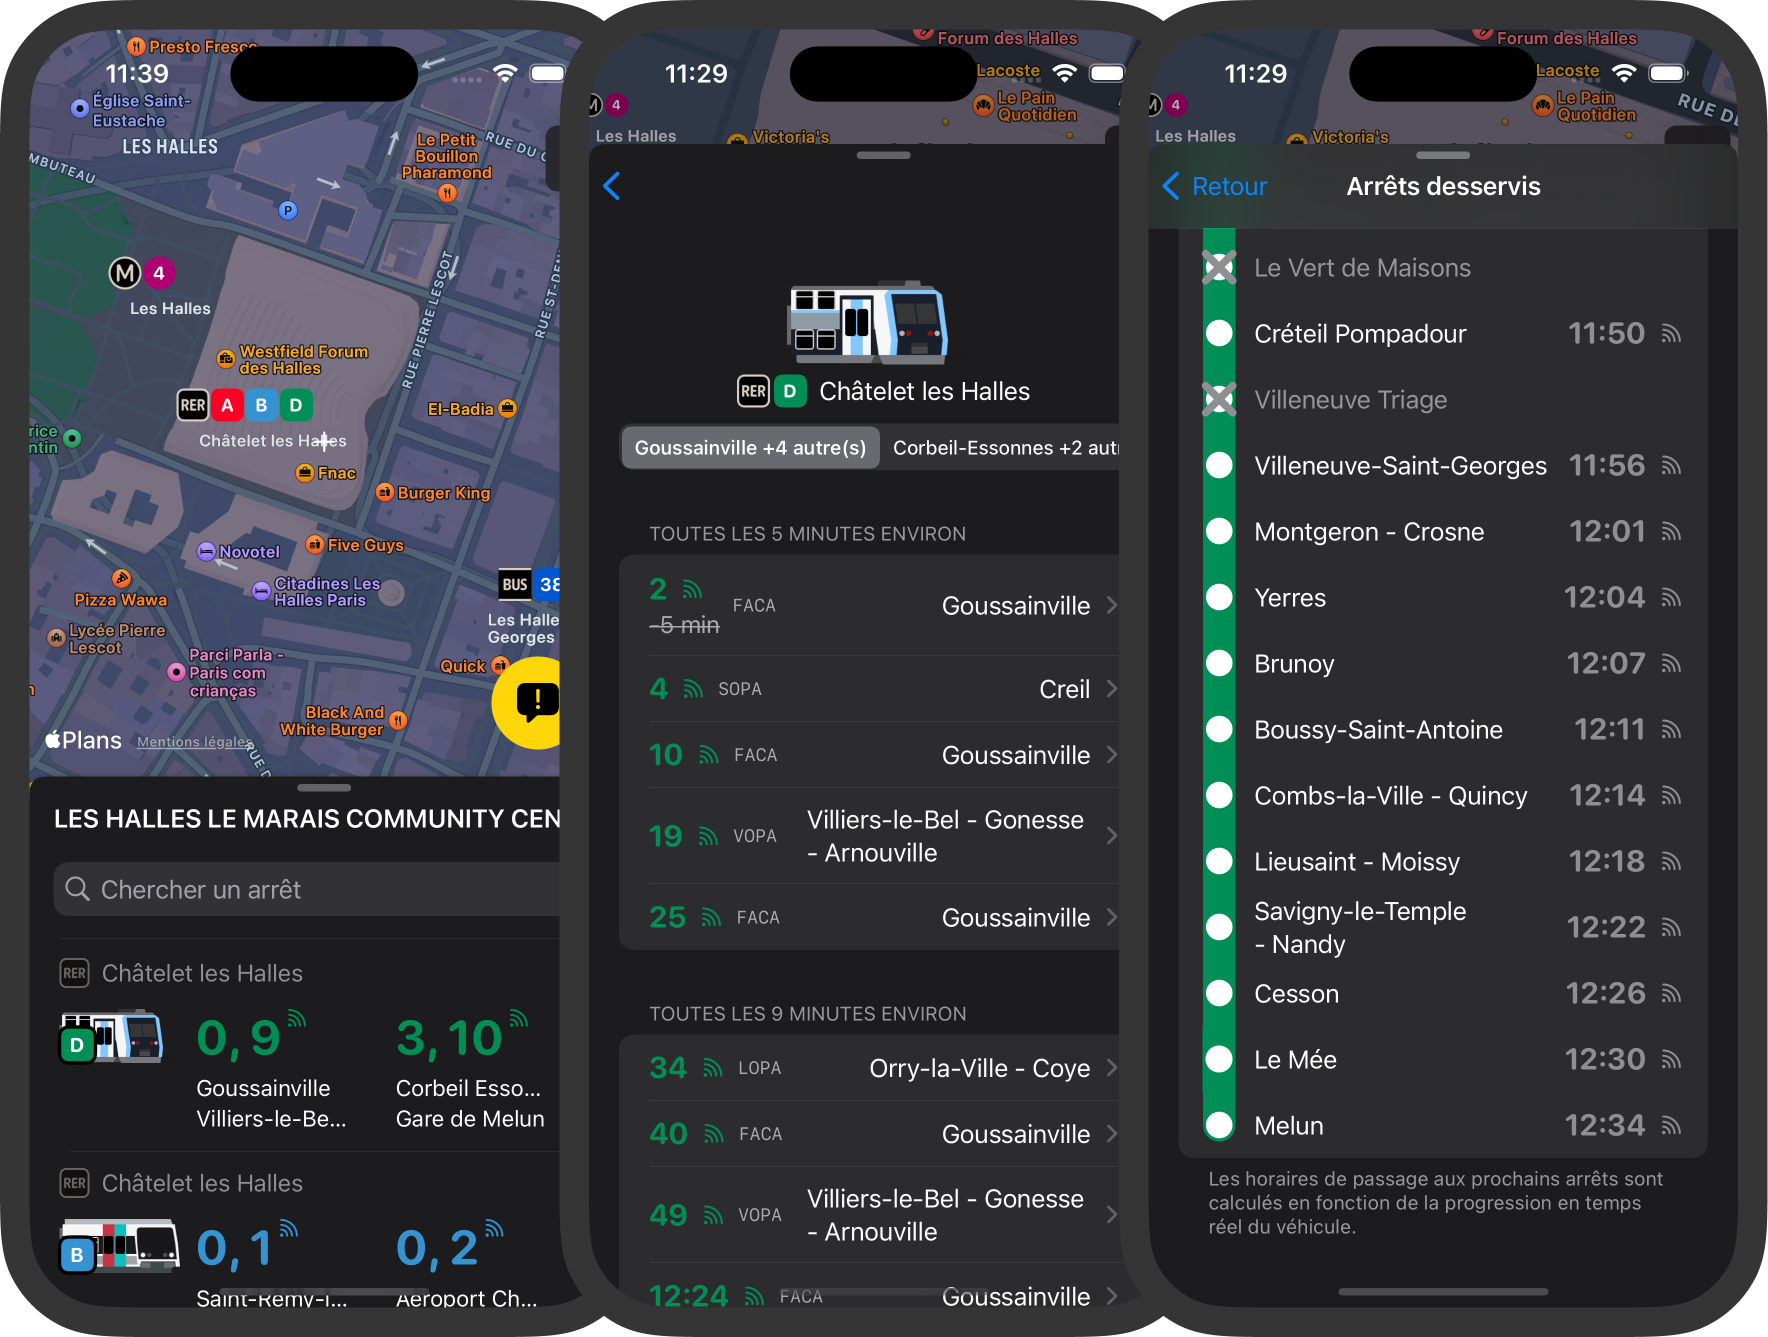 Presto Fresco
11:39
Église Saint-
Eustache
LES HALLES
Le Petit
Bouillon
Pharamond
RUE DU
MBUTEAU
P
M 4
Les Halles
RUE PIERRE LESCOT
RUE ST-DEN
Westfield Forum
des Halles
RER A B D
Châtelet les Halles
El-Badia
rice
ntin
Fnac
Burger King
Novotel
Five Guys
Citadines Les
Halles Paris
BUS 38
Pizza Wawa
Les Halle
Georges
Lycée Pierre
Lescot
Parci Parla -
Paris com
crianças
Quick
Black And
White Burger
Plans
Mentions légales
RUE D
LES HALLES LE MARAIS COMMUNITY CEN
Chercher un arrêt
RER Châtelet les Halles
D
0, 9
3, 10
Goussainville
Villiers-le-Be...
Corbeil Esso...
Gare de Melun
RER Châtelet les Halles
B
0, 1
0, 2
Saint-Rémy-l...
Aéroport Ch...
Forum des Halles
11:29
Lacoste
M 4
Le Pain
Quotidien
Les Halles
Victoria's
RER D Châtelet les Halles
Goussainville +4 autre(s)
Corbeil-Essonnes +2 autr
TOUTES LES 5 MINUTES ENVIRON
2 FACA Goussainville
~5 min
4 SOPA Creil
10 FACA Goussainville
19 VOPA Villiers-le-Bel - Gonesse
- Arnouville
25 FACA Goussainville
TOUTES LES 9 MINUTES ENVIRON
34 LOPA Orry-la-Ville - Coye
40 FACA Goussainville
49 VOPA Villiers-le-Bel - Gonesse
- Arnouville
12:24 FACA Goussainville
Forum des Halles
11:29
Lacoste
M 4
Le Pain
Quotidien
RUE DE
Les Halles
Victoria's
Retour
Arrêts desservis
Le Vert de Maisons
Créteil Pompadour 11:50
Villeneuve Triage
Villeneuve-Saint-Georges 11:56
Montgeron - Crosne 12:01
Yerres 12:04
Brunoy 12:07
Boussy-Saint-Antoine 12:11
Combs-la-Ville - Quincy 12:14
Lieusaint - Moissy 12:18
Savigny-le-Temple
- Nandy 12:22
Cesson 12:26
Le Mée 12:30
Melun 12:34
Les horaires de passage aux prochains arrêts sont
calculés en fonction de la progression en temps
réel du véhicule.